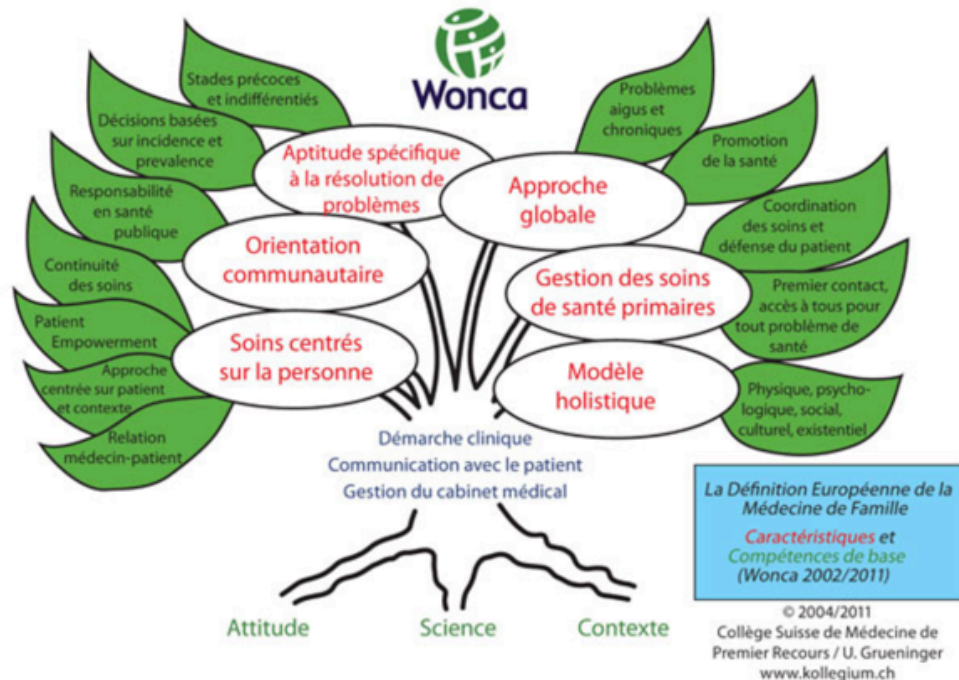 Wonca
Stades précoces
et indifférentiés
Décisions basées
sur incidence et
prevalence
Responsabilité
en santé
publique
Continuité
des soins
Patient
Empowerment
Approche
centrée sur patient
et contexte
Relation
médecin-patient
Aptitude spécifique
à la résolution de
problèmes
Orientation
communautaire
Soins centrés
sur la personne
Approche
globale
Gestion des soins
de santé primaires
Modèle
holistique
Problèmes
aigus et
chroniques
Promotion
de la santé
Coordination
des soins et
défense du patient
Premier contact,
accès à tous pour
tout problème de
santé
Physique, psycho-
logique, social,
culturel, existentiel
Démarche clinique
Communication avec le patient
Gestion du cabinet médical
Attitude
Science
Contexte
La Définition Européenne de la
Médecine de Famille
Caractéristiques et
Compétences de base
(Wonca 2002/2011)
© 2004/2011
Collège Suisse de Médecine de
Premier Recours / U. Grueninger
www.kollegium.ch